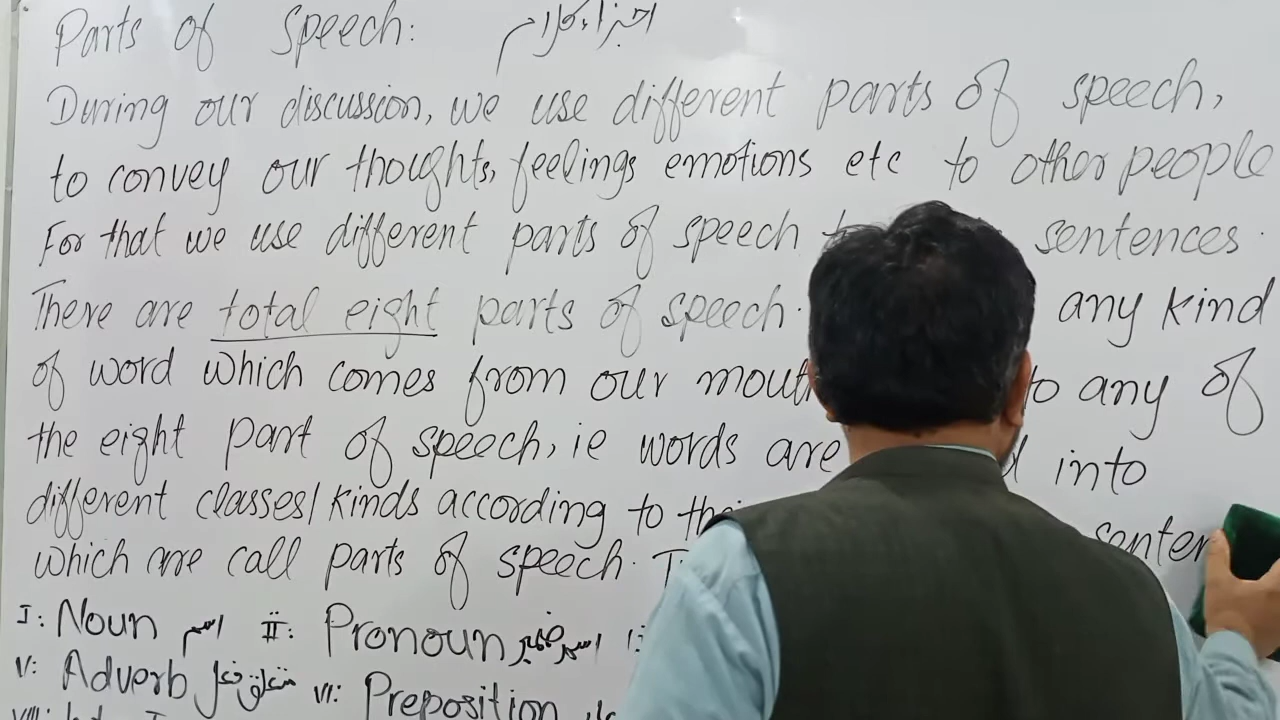 Parts of Speech: اجزاء کلام
During our discussion, we use different parts of speech,
to convey our thoughts, feelings emotions etc to other people
For that we use different parts of speech sentences.
There are total eight parts of speech. any kind
of word which comes from our mouth to any of
the eight part of speech, ie words are into
different classes/kinds according to
which are call parts of speech.
I: Noun اسم II: Pronoun اسم ضمیر
V: Adverb متعلق فعل VI: Preposition
VIII: